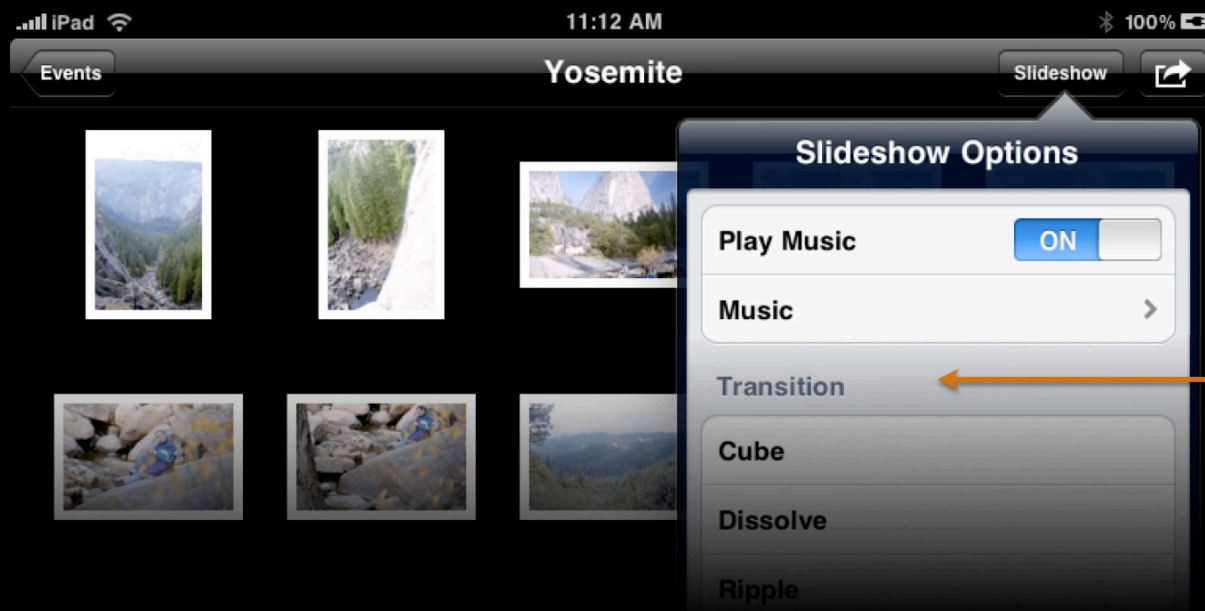 iPad 11:12 AM 100%
Events Yosemite Slideshow
Slideshow Options
Play Music ON
Music
Transition
Cube
Dissolve
Ripple